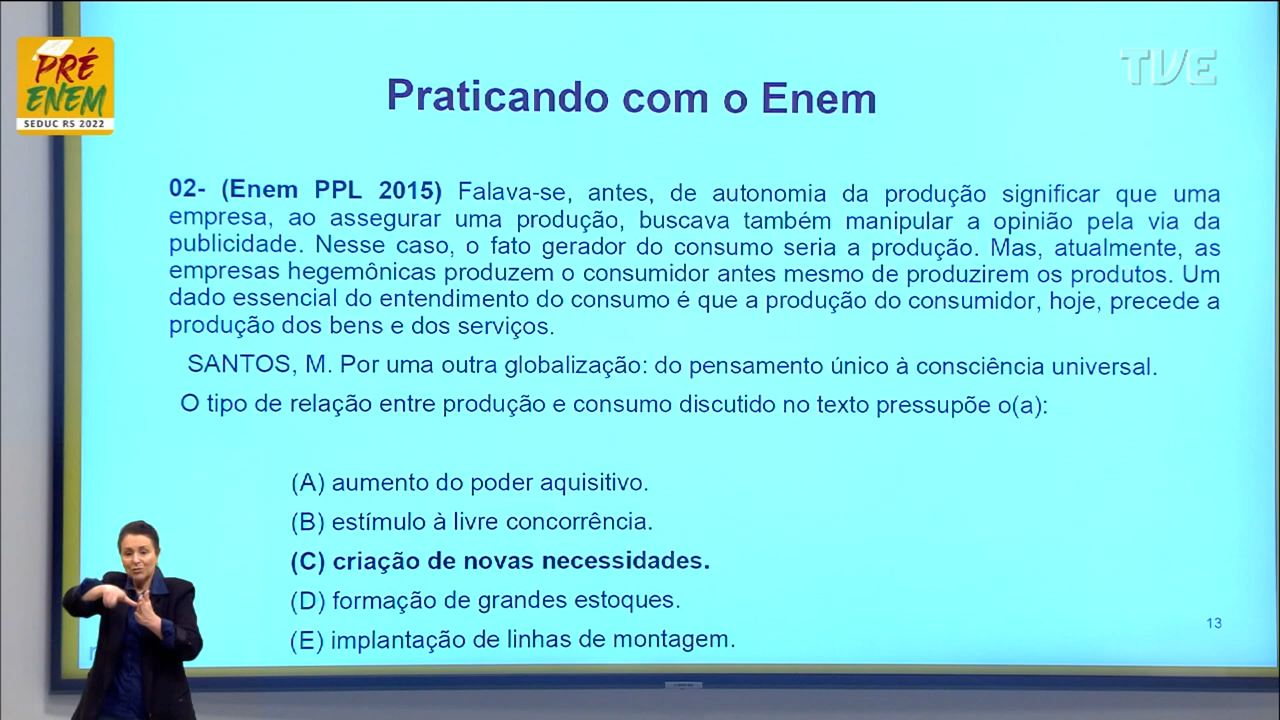 PRÉ
ENEM
SEDUC RS 2022
TVE
Praticando com o Enem
02- (Enem PPL 2015) Falava-se, antes, de autonomia da produção significar que uma
empresa, ao assegurar uma produção, buscava também manipular a opinião pela via da
publicidade. Nesse caso, o fato gerador do consumo seria a produção. Mas, atualmente, as
empresas hegemônicas produzem o consumidor antes mesmo de produzirem os produtos. Um
dado essencial do entendimento do consumo é que a produção do consumidor, hoje, precede a
produção dos bens e dos serviços.
SANTOS, M. Por uma outra globalização: do pensamento único à consciência universal.
O tipo de relação entre produção e consumo discutido no texto pressupõe o(a):
(A) aumento do poder aquisitivo.
(B) estímulo à livre concorrência.
(C) criação de novas necessidades.
(D) formação de grandes estoques.
(E) implantação de linhas de montagem.
13